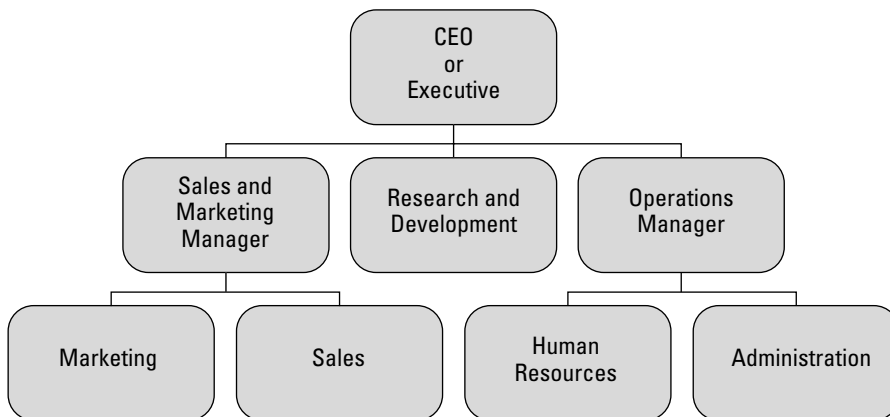 CEO
or
Executive
Sales and
Marketing
Manager
Research and
Development
Operations
Manager
Marketing
Sales
Human
Resources
Administration